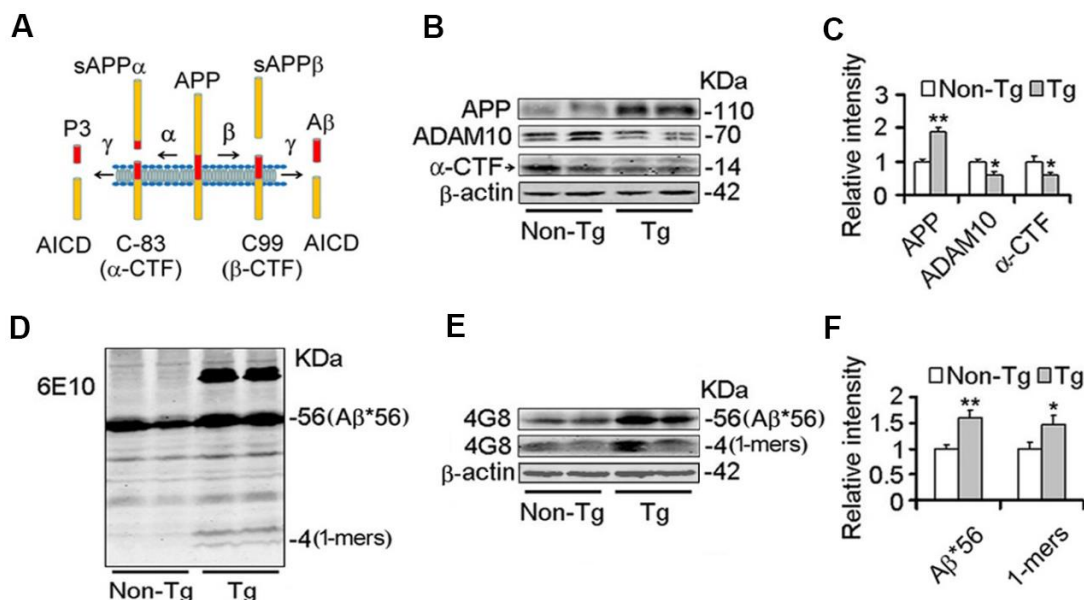 A
sAPPα
APP
sAPPβ
P3
γ
α
β
γ
Aβ
AICD
C-83
(α-CTF)
C99
(β-CTF)
AICD
B
KDa
APP
-110
ADAM10
-70
α-CTF→
-14
β-actin
-42
Non-Tg
Tg
C
Relative intensity
Non-Tg
Tg
3
2
1
0
**
*
*
APP
ADAM10
α-CTF
D
6E10
KDa
-56(Aβ*56)
-4(1-mers)
Non-Tg
Tg
E
KDa
4G8
-56(Aβ*56)
4G8
-4(1-mers)
β-actin
-42
Non-Tg
Tg
F
Relative intensity
Non-Tg
Tg
2
1.5
1
0.5
0
**
*
Aβ*56
1-mers